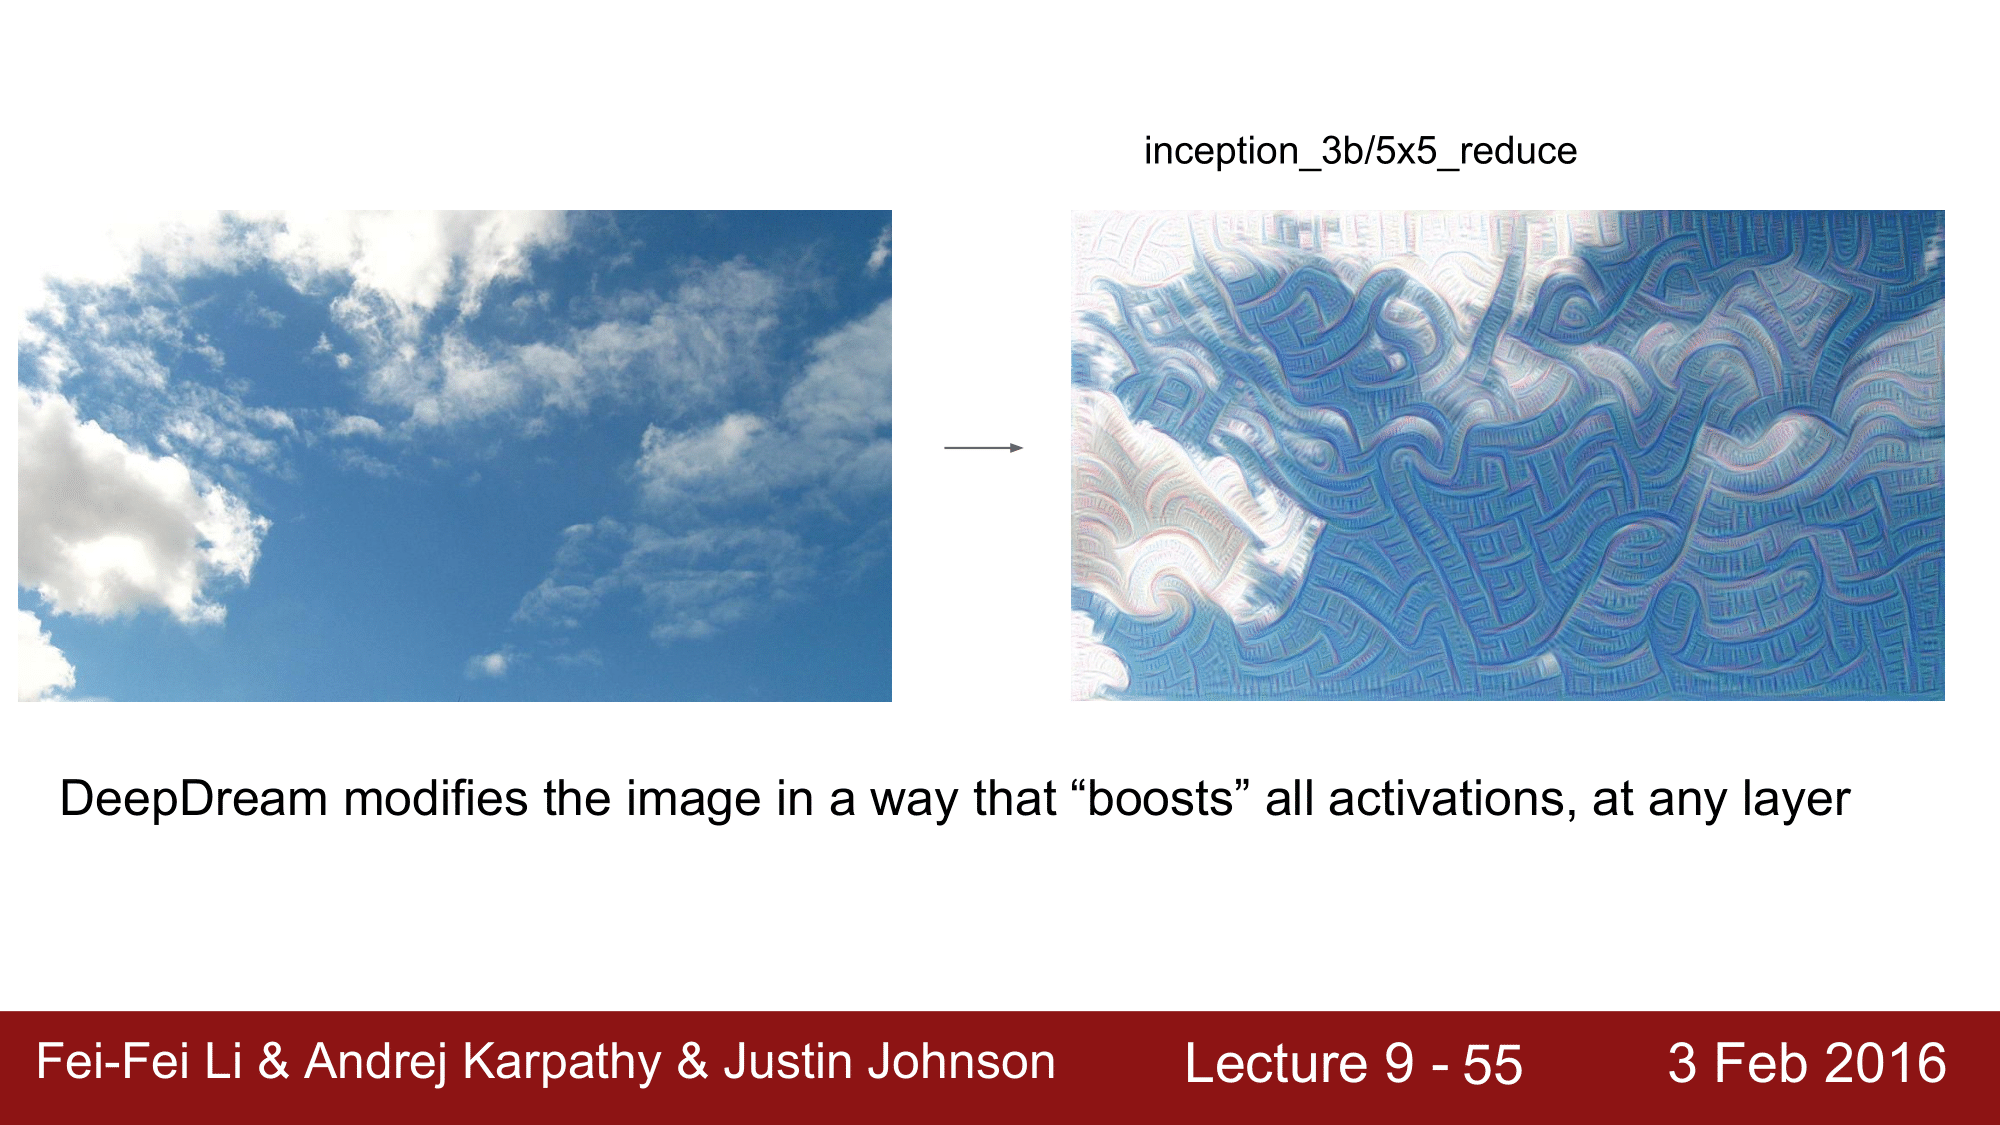 inception_3b/5x5_reduce
DeepDream modifies the image in a way that “boosts” all activations, at any layer
Fei-Fei Li & Andrej Karpathy & Justin Johnson
Lecture 9 - 55
3 Feb 2016